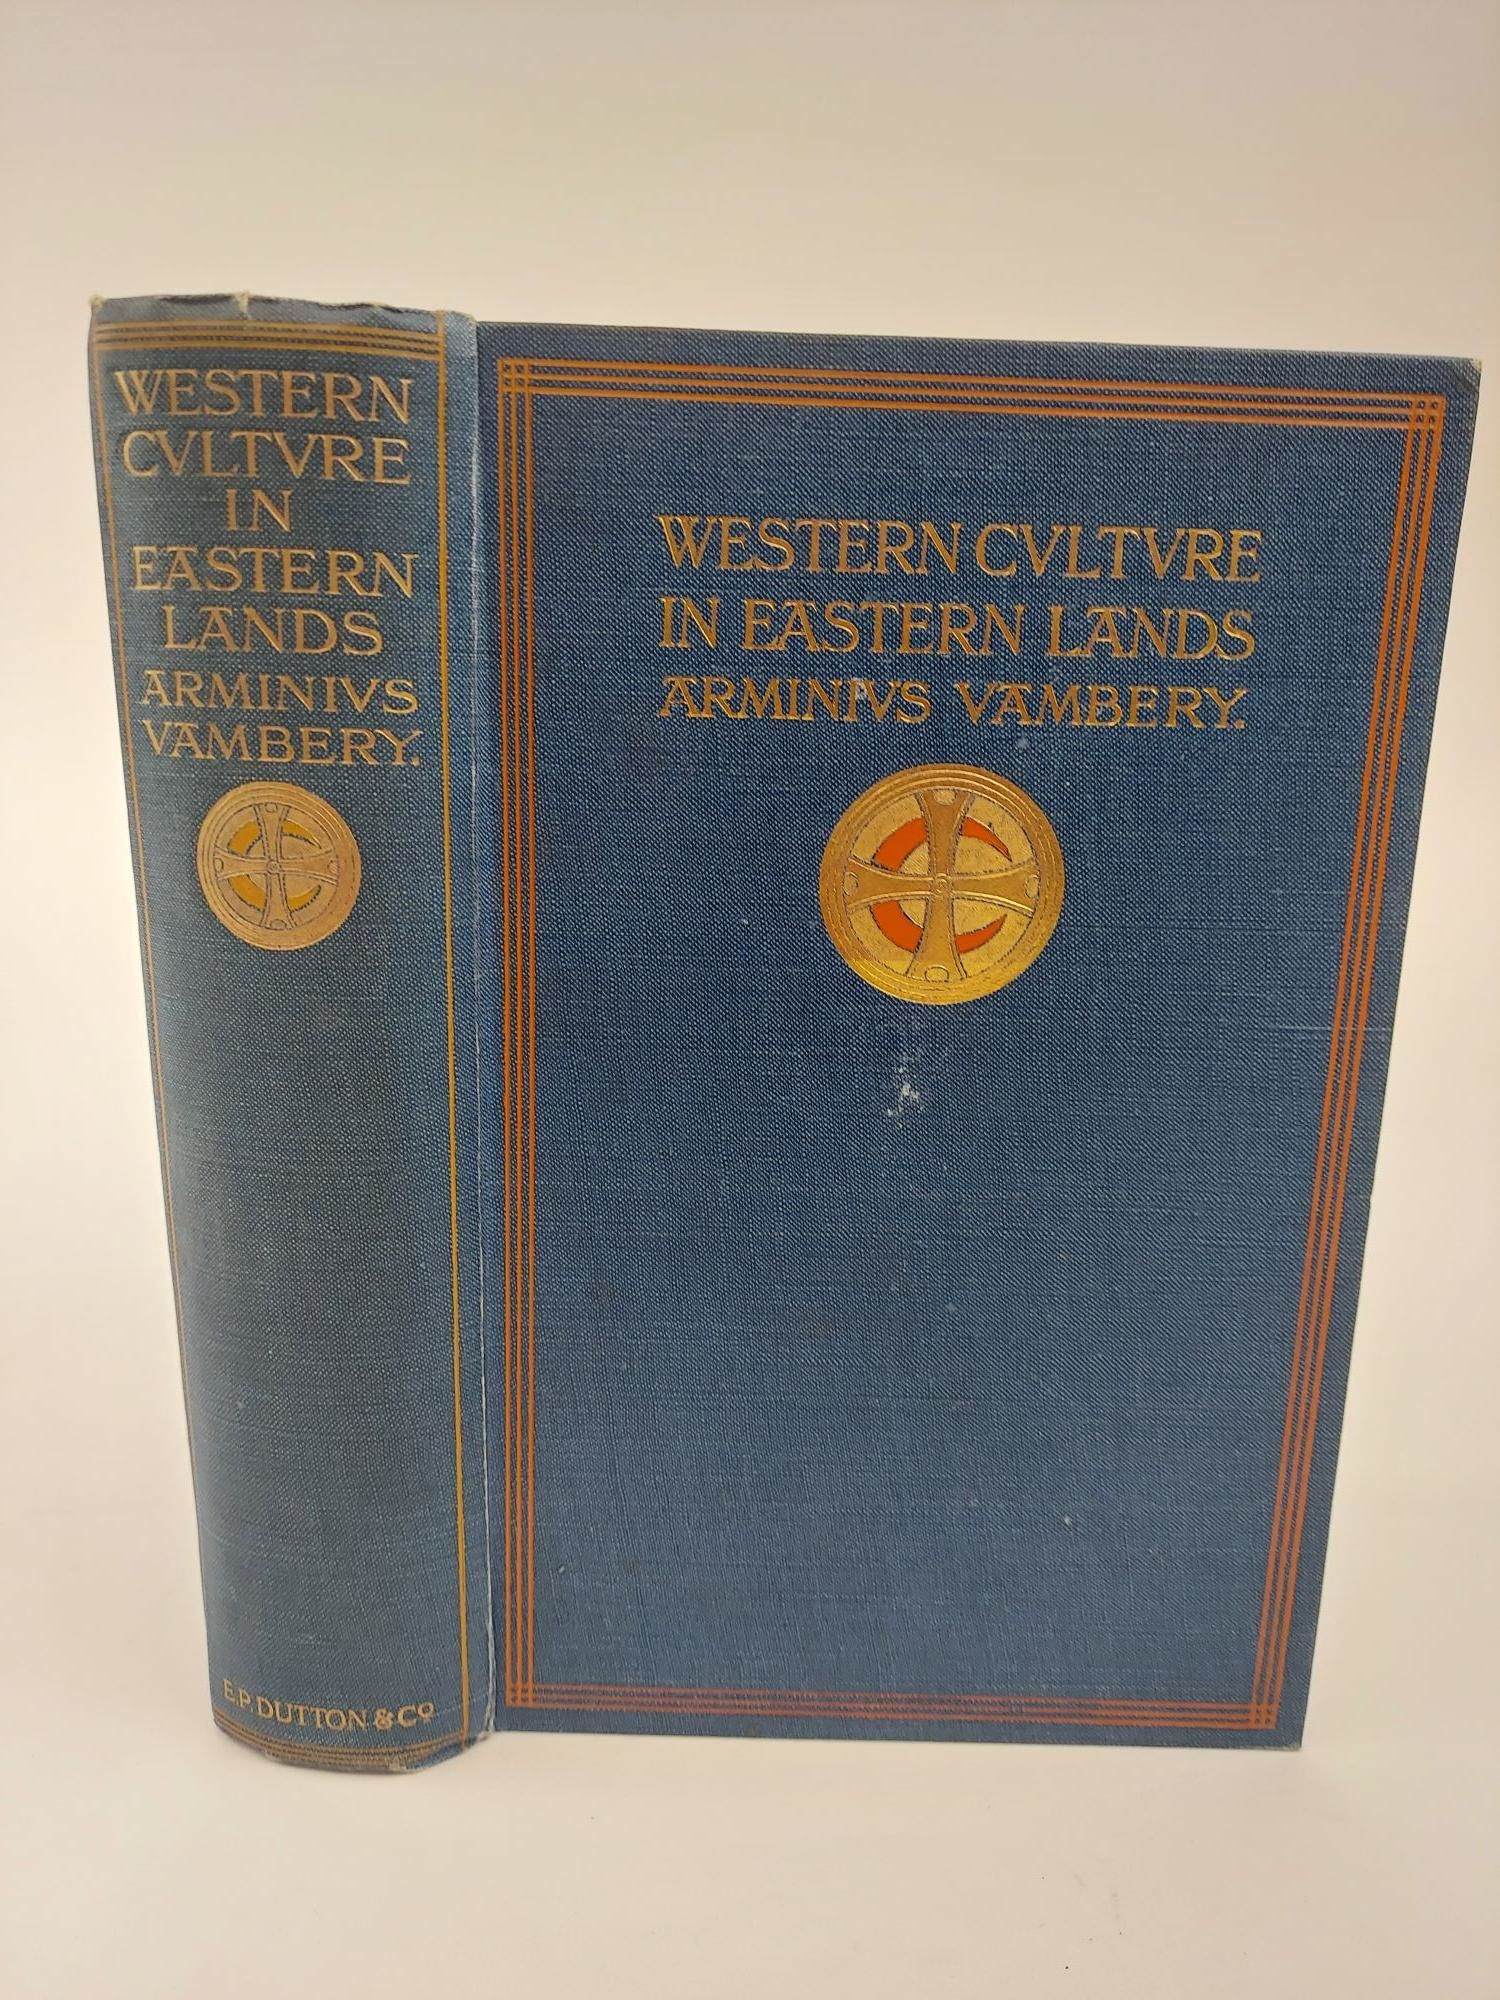 WESTERN
CVLTVRE
IN
EASTERN
LANDS
ARMINIVS
VAMBERY.
E.P. DUTTON & Cº
WESTERN CVLTVRE
IN EASTERN LANDS
ARMINIVS VAMBERY.